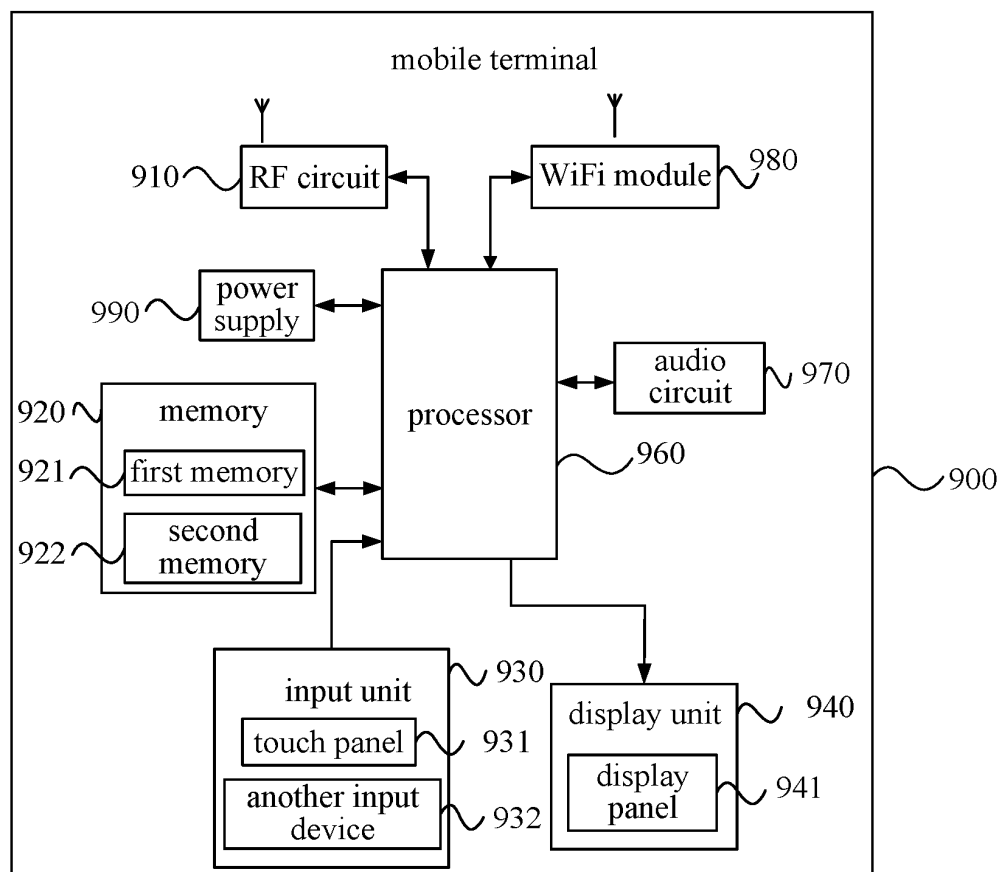 mobile terminal
910
RF circuit
WiFi module
980
990
power
supply
audio
circuit
970
920
memory
processor
921
first memory
960
900
922
second
memory
input unit
930
touch panel
931
another input
device
932
display unit
940
display
panel
941